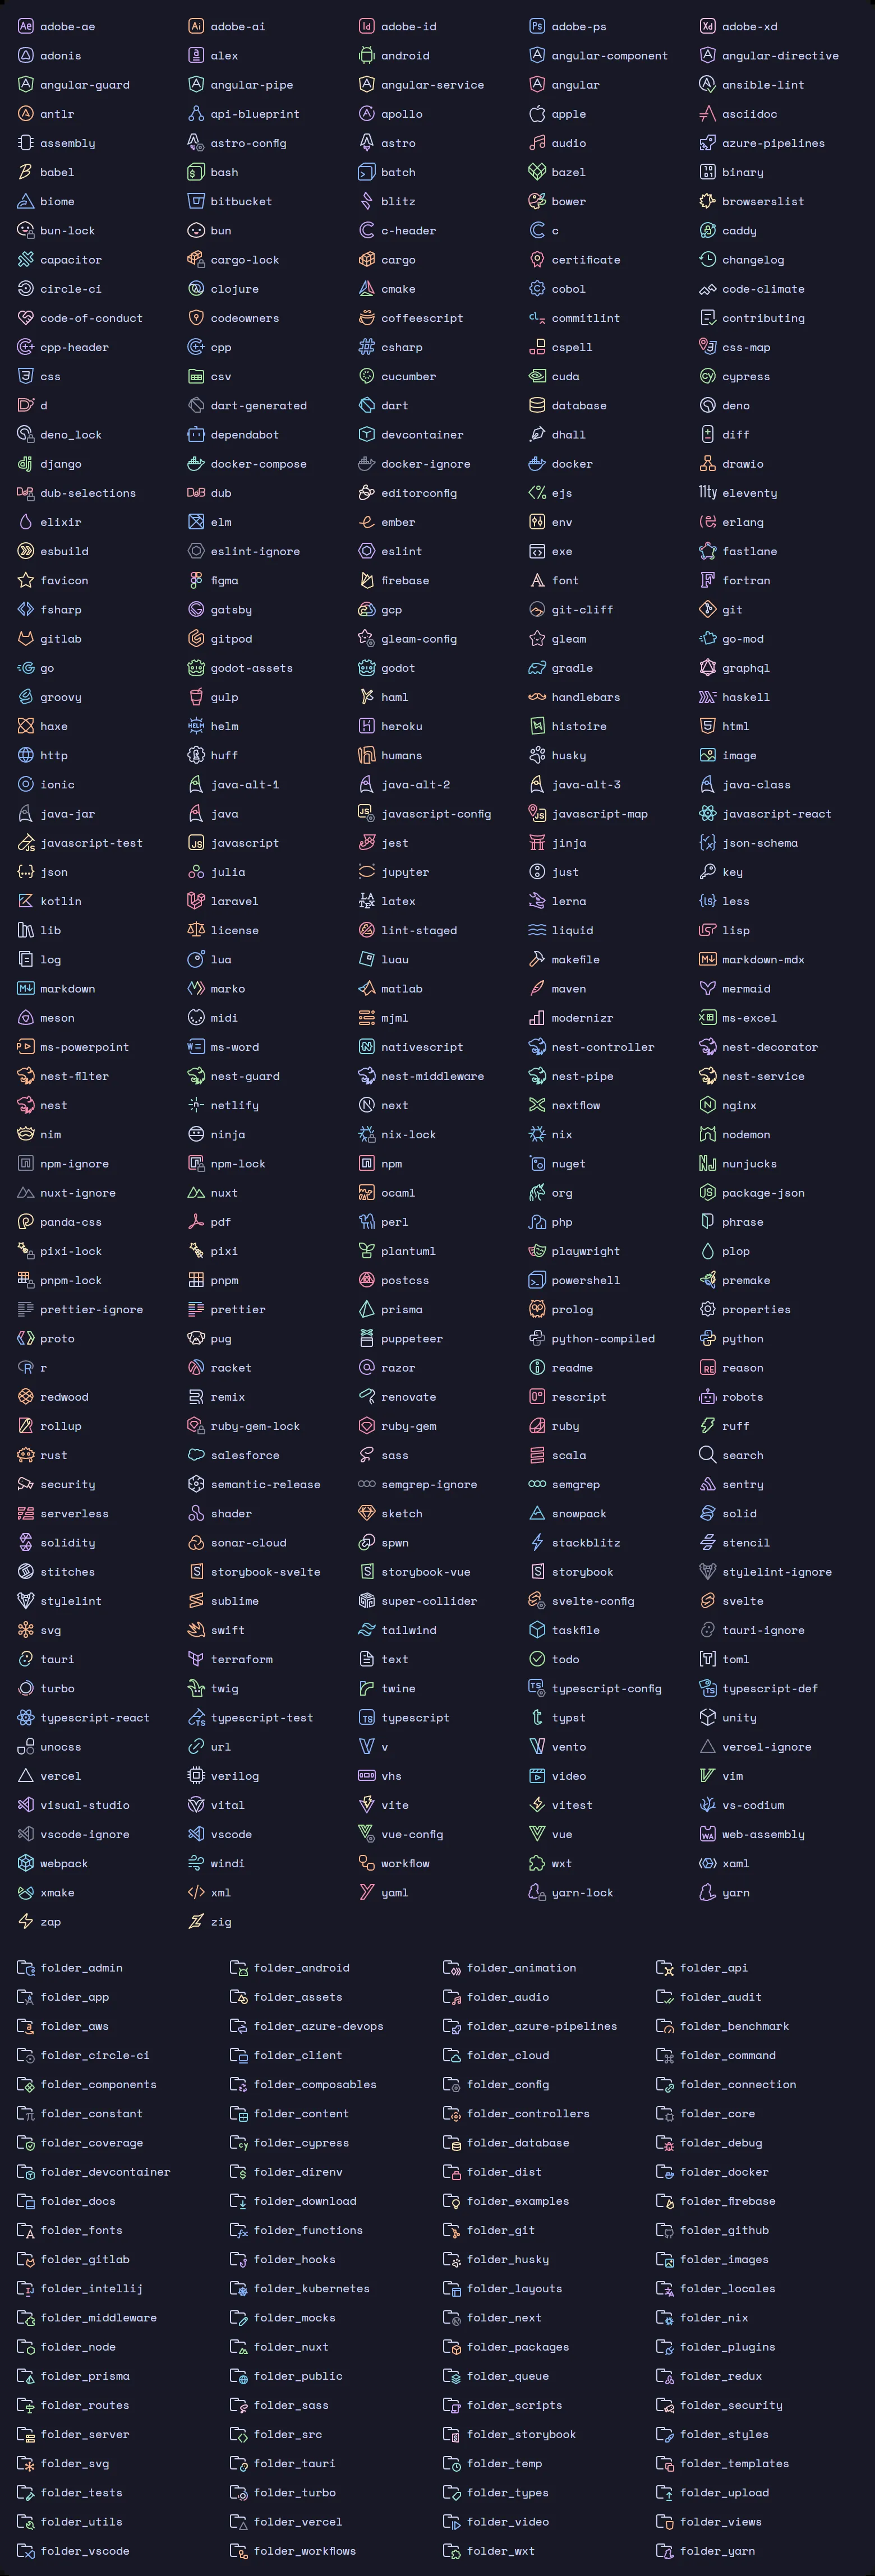 adobe-ae adobe-ai adobe-id adobe-ps adobe-xd
adonis alex android angular-component angular-directive
angular-guard angular-pipe angular-service angular ansible-lint
antlr api-blueprint apollo apple asciidoc
assembly astro-config astro audio azure-pipelines
babel bash batch bazel binary
biome bitbucket blitz bower browserslist
bun-lock bun c-header c caddy
capacitor cargo-lock cargo certificate changelog
circle-ci clojure cmake cobol code-climate
code-of-conduct codeowners coffeescript commitlint contributing
cpp-header cpp csharp cspell css-map
css csv cucumber cuda cypress
d dart-generated dart database deno
deno_lock dependabot devcontainer dhall diff
django docker-compose docker-ignore docker drawio
dub-selections dub editorconfig ejs eleventy
elixir elm ember env erlang
esbuild eslint-ignore eslint exe fastlane
favicon figma firebase font fortran
fsharp gatsby gcp git-cliff git
gitlab gitpod gleam-config gleam go-mod
go godot-assets godot gradle graphql
groovy gulp haml handlebars haskell
haxe helm heroku histoire html
http huff humans husky image
ionic java-alt-1 java-alt-2 java-alt-3 java-class
java-jar java javascript-config javascript-map javascript-react
javascript-test javascript jest jinja json-schema
json julia jupyter just key
kotlin laravel latex lerna less
lib license lint-staged liquid lisp
log lua luau makefile markdown-mdx
markdown marko matlab maven mermaid
meson midi mjml modernizr ms-excel
ms-powerpoint ms-word nativescript nest-controller nest-decorator
nest-filter nest-guard nest-middleware nest-pipe nest-service
nest netlify next nextflow nginx
nim ninja nix-lock nix nodemon
npm-ignore npm-lock npm nuget nunjucks
nuxt-ignore nuxt ocaml org package-json
panda-css pdf perl php phrase
pixi-lock pixi plantuml playwright plop
pnpm-lock pnpm postcss powershell premake
prettier-ignore prettier prisma prolog properties
proto pug puppeteer python-compiled python
r racket razor readme reason
redwood remix renovate rescript robots
rollup ruby-gem-lock ruby-gem ruby ruff
rust salesforce sass scala search
security semantic-release semgrep-ignore semgrep sentry
serverless shader sketch snowpack solid
solidity sonar-cloud spwn stackblitz stencil
stitches storybook-svelte storybook-vue storybook stylelint-ignore
stylelint sublime super-collider svelte-config svelte
svg swift tailwind taskfile tauri-ignore
tauri terraform text todo toml
turbo twig twine typescript-config typescript-def
typescript-react typescript-test typescript typst unity
unocss url v vento vercel-ignore
vercel verilog vhs video vim
visual-studio vital vite vitest vs-codium
vscode-ignore vscode vue-config vue web-assembly
webpack windi workflow wxt xaml
xmake xml yaml yarn-lock yarn
zap zig
folder_admin folder_android folder_animation folder_api
folder_app folder_assets folder_audio folder_audit
folder_aws folder_azure-devops folder_azure-pipelines folder_benchmark
folder_circle-ci folder_client folder_cloud folder_command
folder_components folder_composables folder_config folder_connection
folder_constant folder_content folder_controllers folder_core
folder_coverage folder_cypress folder_database folder_debug
folder_devcontainer folder_direnv folder_dist folder_docker
folder_docs folder_download folder_examples folder_firebase
folder_fonts folder_functions folder_git folder_github
folder_gitlab folder_hooks folder_husky folder_images
folder_intellij folder_kubernetes folder_layouts folder_locales
folder_middleware folder_mocks folder_next folder_nix
folder_node folder_nuxt folder_packages folder_plugins
folder_prisma folder_public folder_queue folder_redux
folder_routes folder_sass folder_scripts folder_security
folder_server folder_src folder_storybook folder_styles
folder_svg folder_tauri folder_temp folder_templates
folder_tests folder_turbo folder_types folder_upload
folder_utils folder_vercel folder_video folder_views
folder_vscode folder_workflows folder_wxt folder_yarn